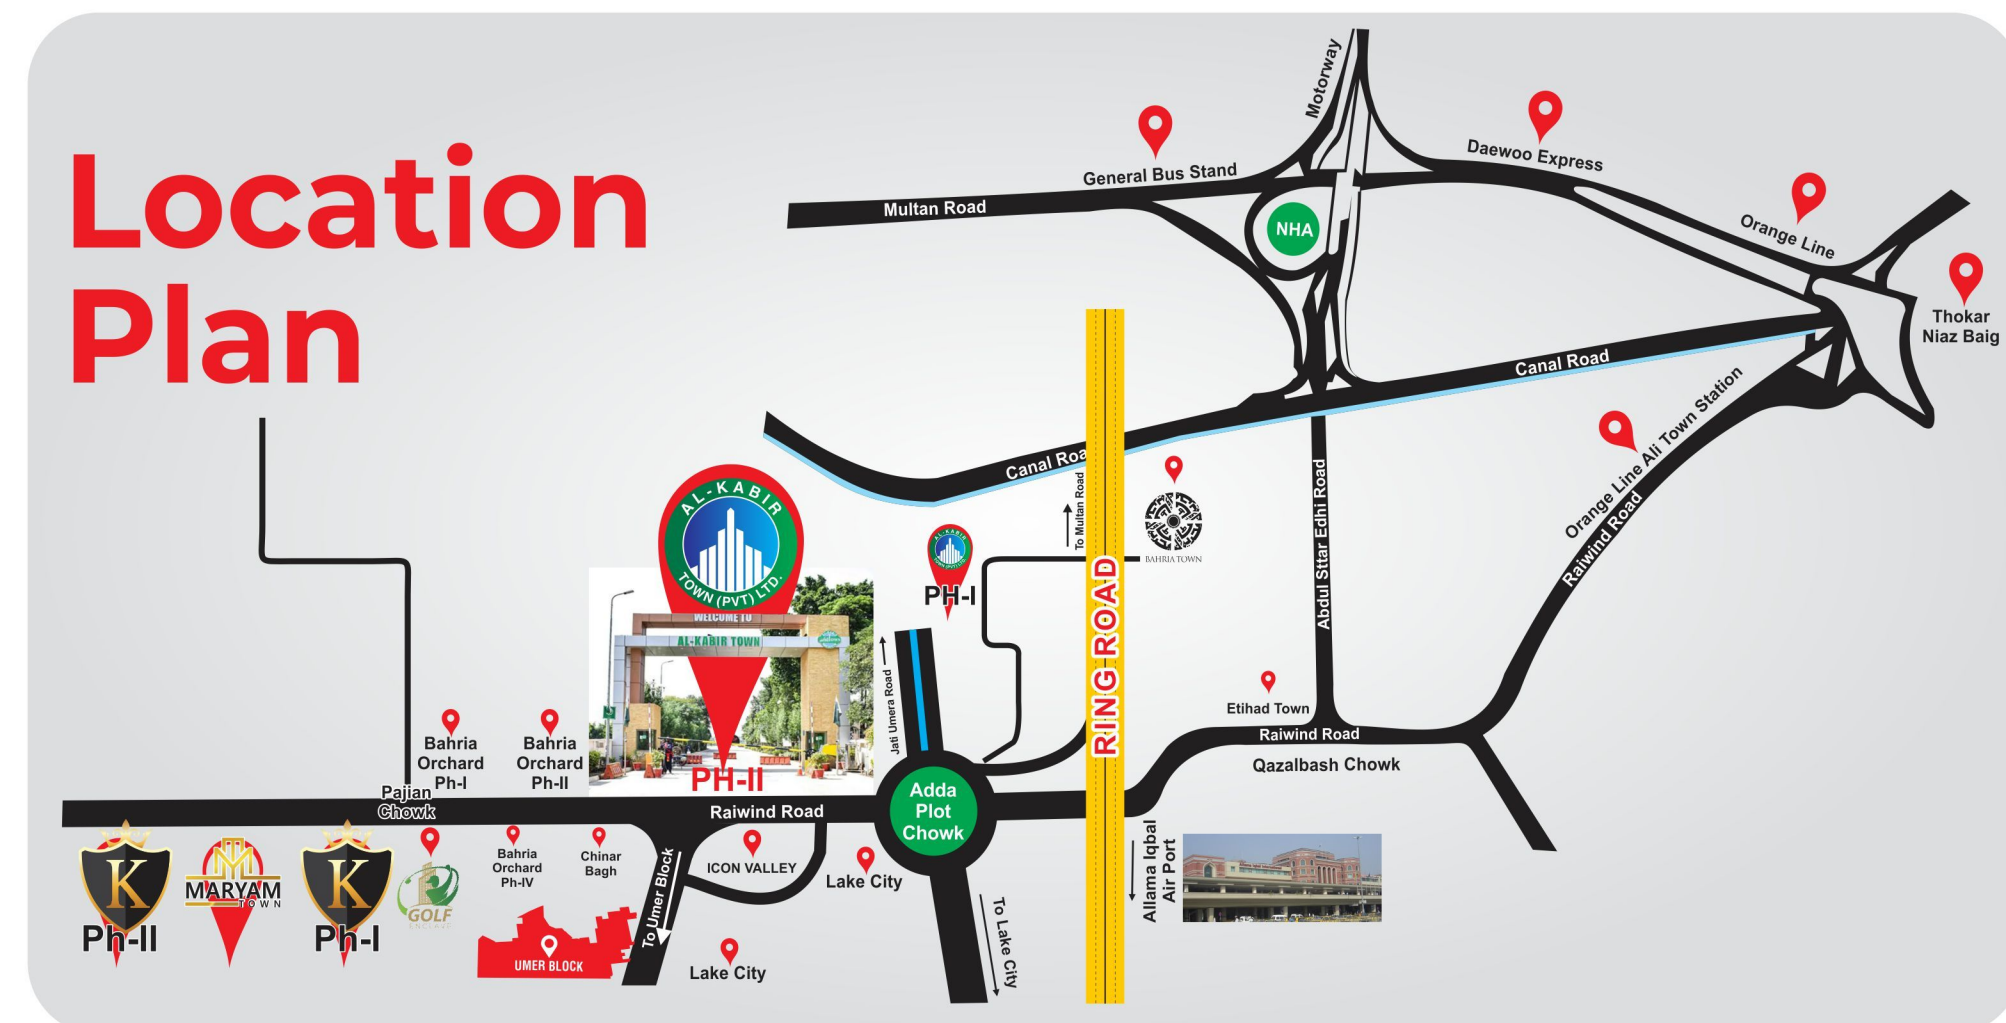 Location
Plan
Motorway
General Bus Stand
Daewoo Express
Multan Road
NHA
Orange Line
Thokar
Niaz Baig
Canal Road
Canal Roa
Orange Line Ali Town Station
Raiwind Road
AL-KABIR
TOWN (PVT) LTD.
WELCOME TO
AL-KABIR TOWN
PH-II
AL-KABIR
TOWN (PVT) LTD.
PH-I
To Multan Road
BAHRIA TOWN
RING ROAD
Abdul Sttar Edhi Road
Jati Umera Road
Etihad Town
Raiwind Road
Qazalbash Chowk
Bahria
Orchard
Ph-I
Bahria
Orchard
Ph-II
Pajian
Chowk
Raiwind Road
Adda
Plot
Chowk
K
Ph-II
MARYAM
TOWN
K
Ph-I
GOLF
ENCLAVE
Bahria
Orchard
Ph-IV
Chinar
Bagh
To Umer Block
ICON VALLEY
Lake City
UMER BLOCK
Lake City
To Lake City
Allama Iqbal
Air Port